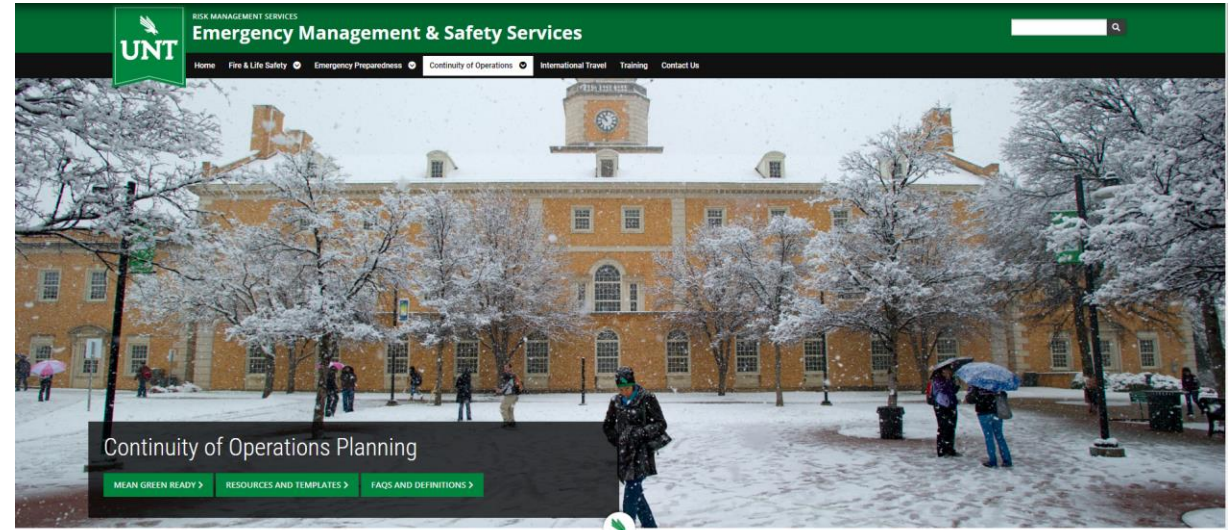 RISK MANAGEMENT SERVICES
Emergency Management & Safety Services
UNT
Home Fire & Life Safety Emergency Preparedness Continuity of Operations International Travel Training Contact Us
Continuity of Operations Planning
MEAN GREEN READY > RESOURCES AND TEMPLATES > FAQS AND DEFINITIONS >